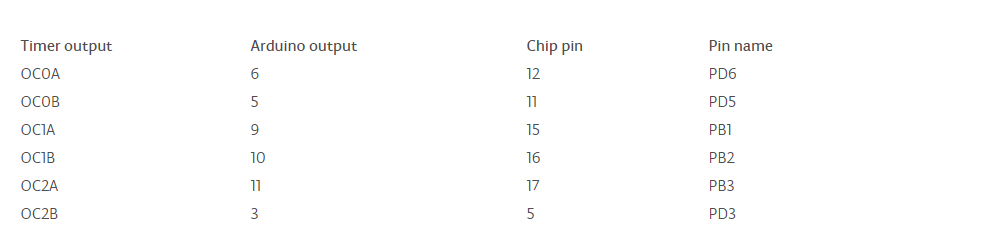 Timer output Arduino output Chip pin Pin name
OC0A 6 12 PD6
OC0B 5 11 PD5
OC1A 9 15 PB1
OC1B 10 16 PB2
OC2A 11 17 PB3
OC2B 3 5 PD3